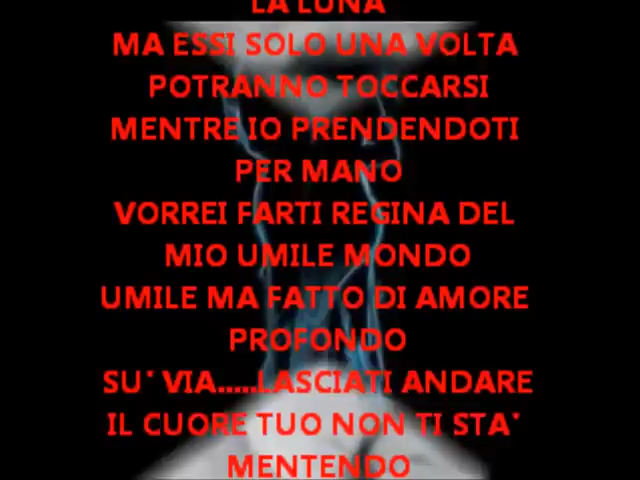 LA LUNA
MA ESSI SOLO UNA VOLTA
POTRANNO TOCCARSI
MENTRE IO PRENDENDOTI
PER MANO
VORREI FARTI REGINA DEL
MIO UMILE MONDO
UMILE MA FATTO DI AMORE
PROFONDO
SU' VIA.....LASCIATI ANDARE
IL CUORE TUO NON TI STA'
MENTENDO